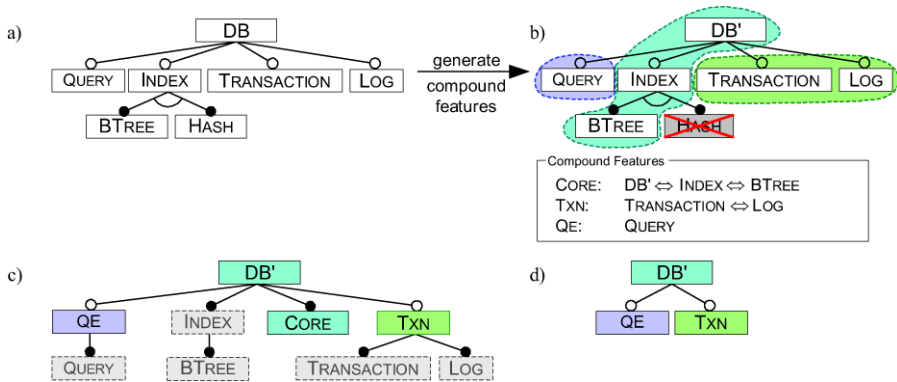 a)
DB
QUERY INDEX TRANSACTION LOG
BTREE HASH
generate
compound
features
b)
DB'
QUERY INDEX TRANSACTION LOG
BTREE HASH
Compound Features
CORE: DB' ⇔ INDEX ⇔ BTREE
TXN: TRANSACTION ⇔ LOG
QE: QUERY
c)
DB'
QE INDEX CORE TXN
QUERY BTREE TRANSACTION LOG
d)
DB'
QE TXN